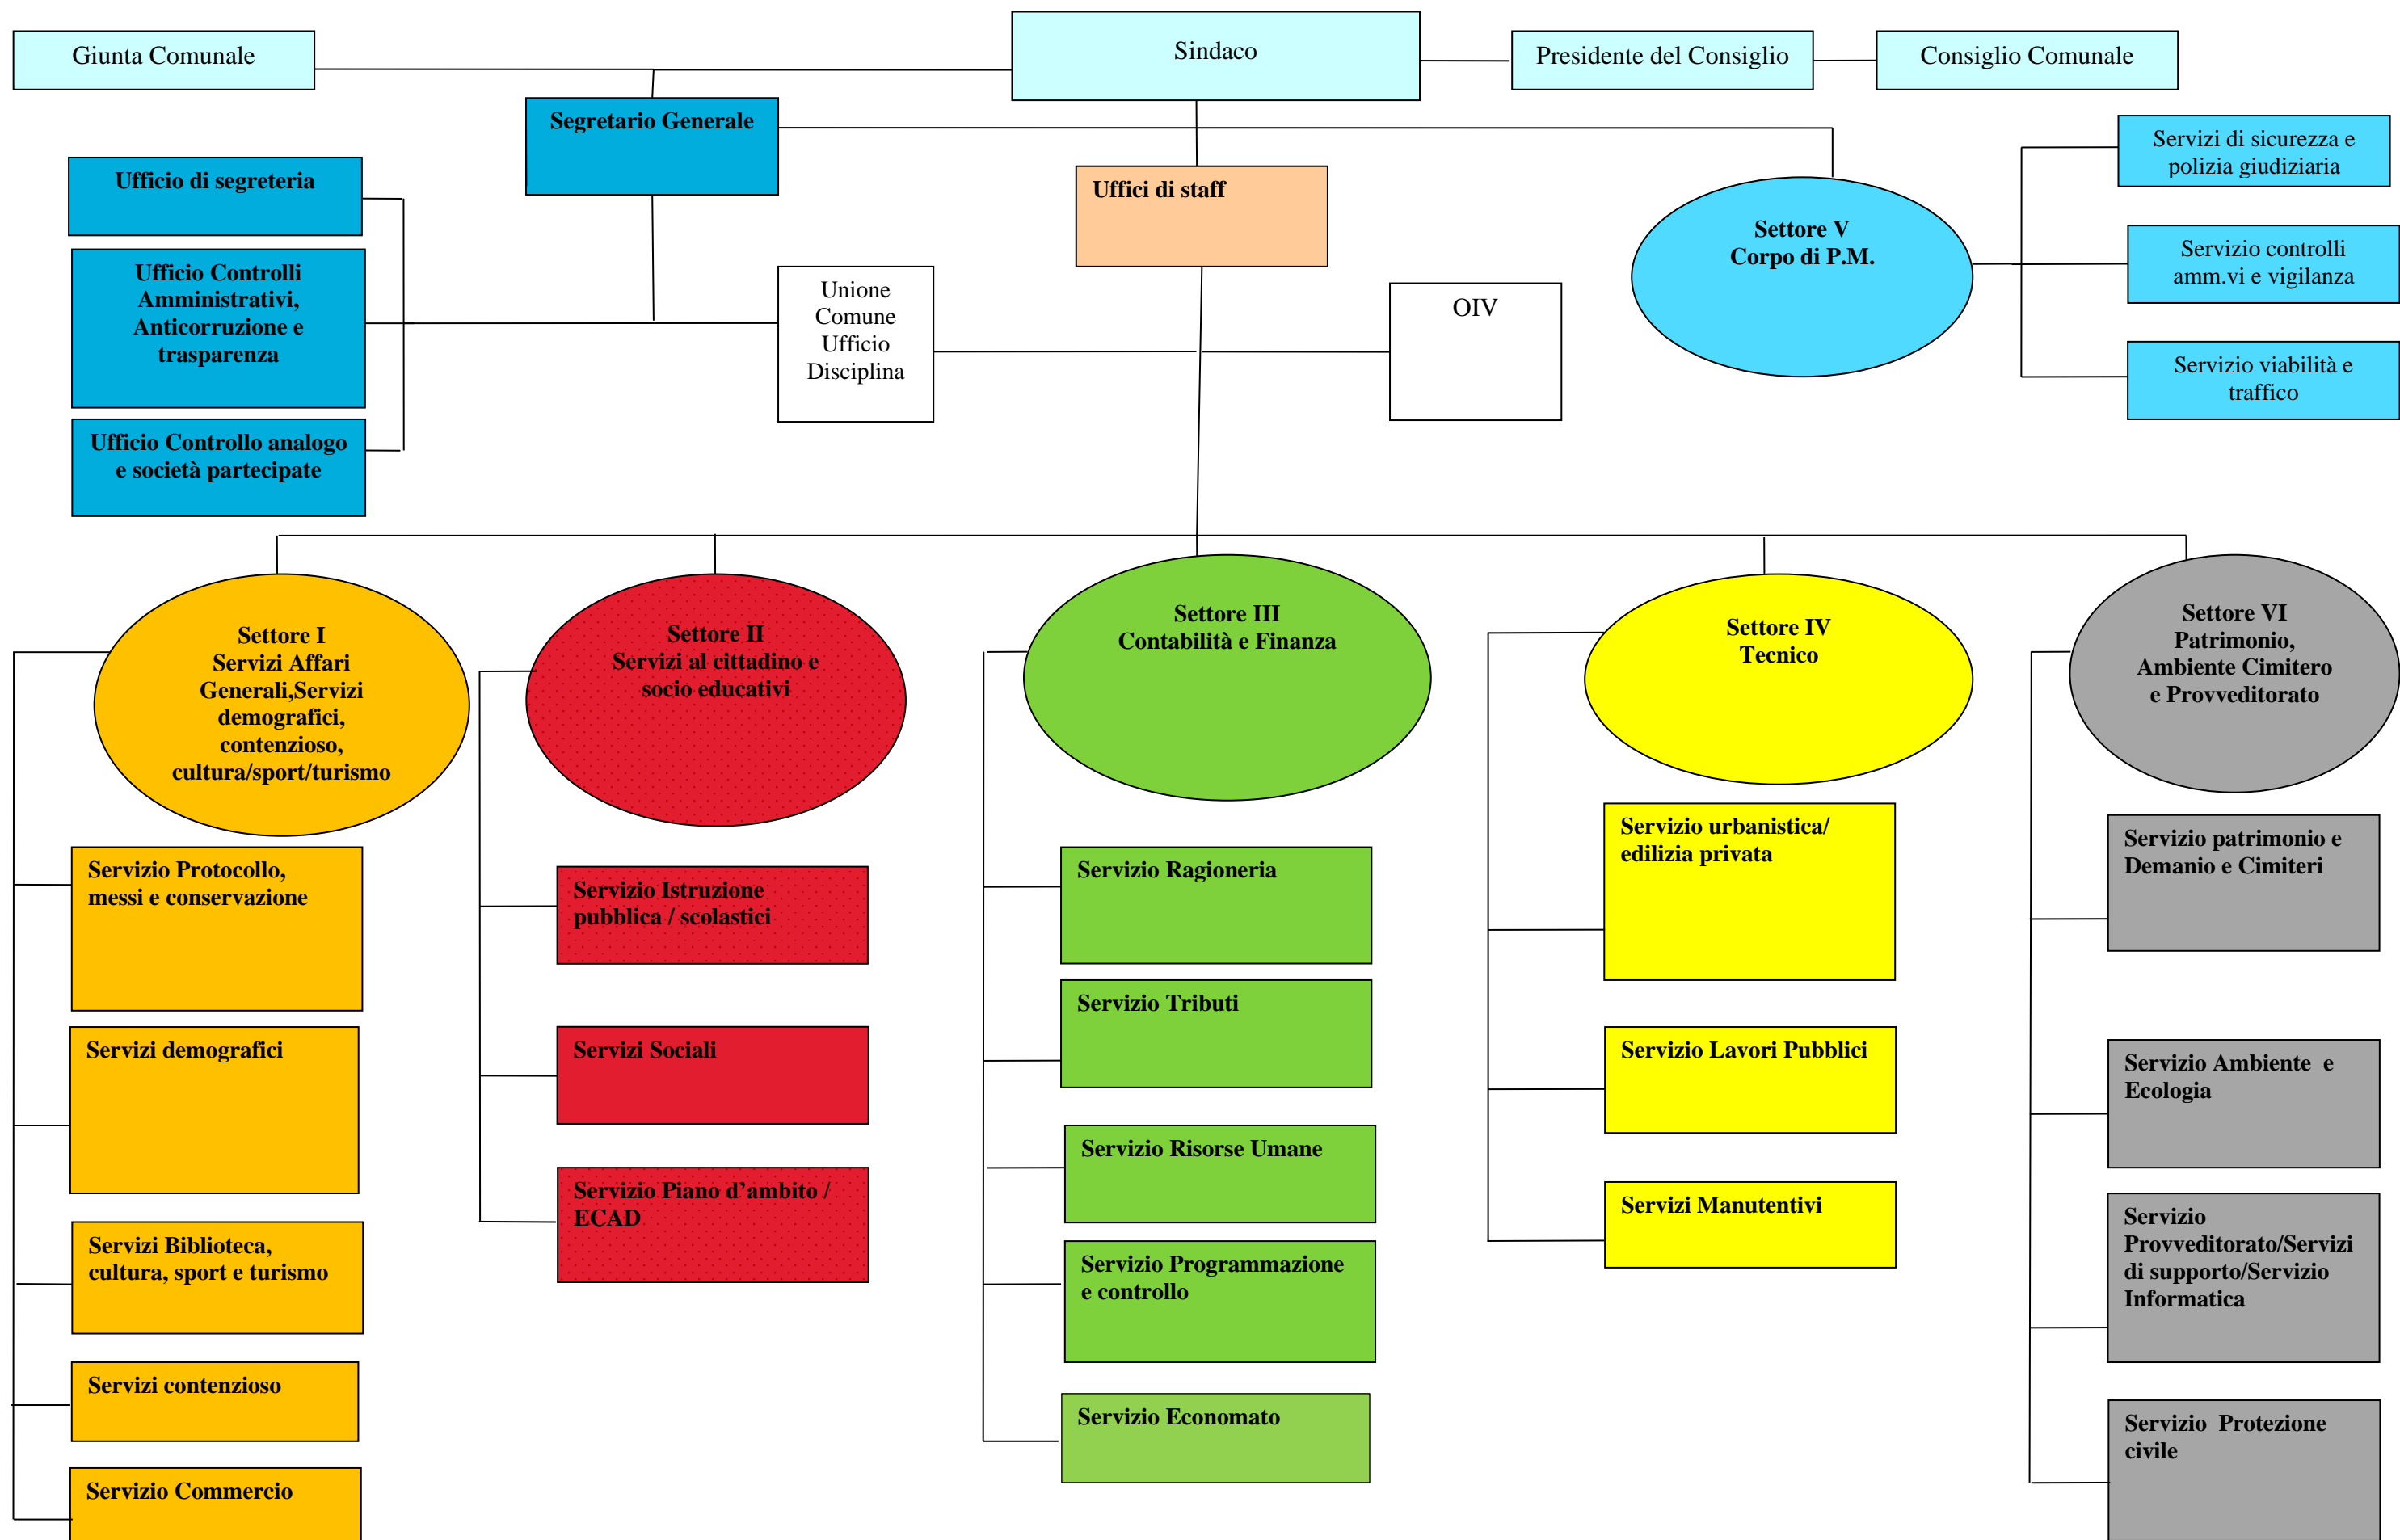 Giunta Comunale
Sindaco
Presidente del Consiglio
Consiglio Comunale
Segretario Generale
Ufficio di segreteria
Ufficio Controlli
Amministrativi,
Anticorruzione e
trasparenza
Ufficio Controllo analogo
e società partecipate
Uffici di staff
Unione
Comune
Ufficio
Disciplina
OIV
Settore V
Corpo di P.M.
Servizi di sicurezza e
polizia giudiziaria
Servizio controlli
amm.vi e vigilanza
Servizio viabilità e
traffico
Settore I
Servizi Affari
Generali,Servizi
demografici,
contenzioso,
cultura/sport/turismo
Servizio Protocollo,
messi e conservazione
Servizi demografici
Servizi Biblioteca,
cultura, sport e turismo
Servizi contenzioso
Servizio Commercio
Settore II
Servizi al cittadino e
socio educativi
Servizio Istruzione
pubblica / scolastici
Servizi Sociali
Servizio Piano d’ambito /
ECAD
Settore III
Contabilità e Finanza
Servizio Ragioneria
Servizio Tributi
Servizio Risorse Umane
Servizio Programmazione
e controllo
Servizio Economato
Settore IV
Tecnico
Servizio urbanistica/
edilizia privata
Servizio Lavori Pubblici
Servizi Manutentivi
Settore VI
Patrimonio,
Ambiente Cimitero
e Provveditorato
Servizio patrimonio e
Demanio e Cimiteri
Servizio Ambiente e
Ecologia
Servizio
Provveditorato/Servizi
di supporto/Servizio
Informatica
Servizio Protezione
civile